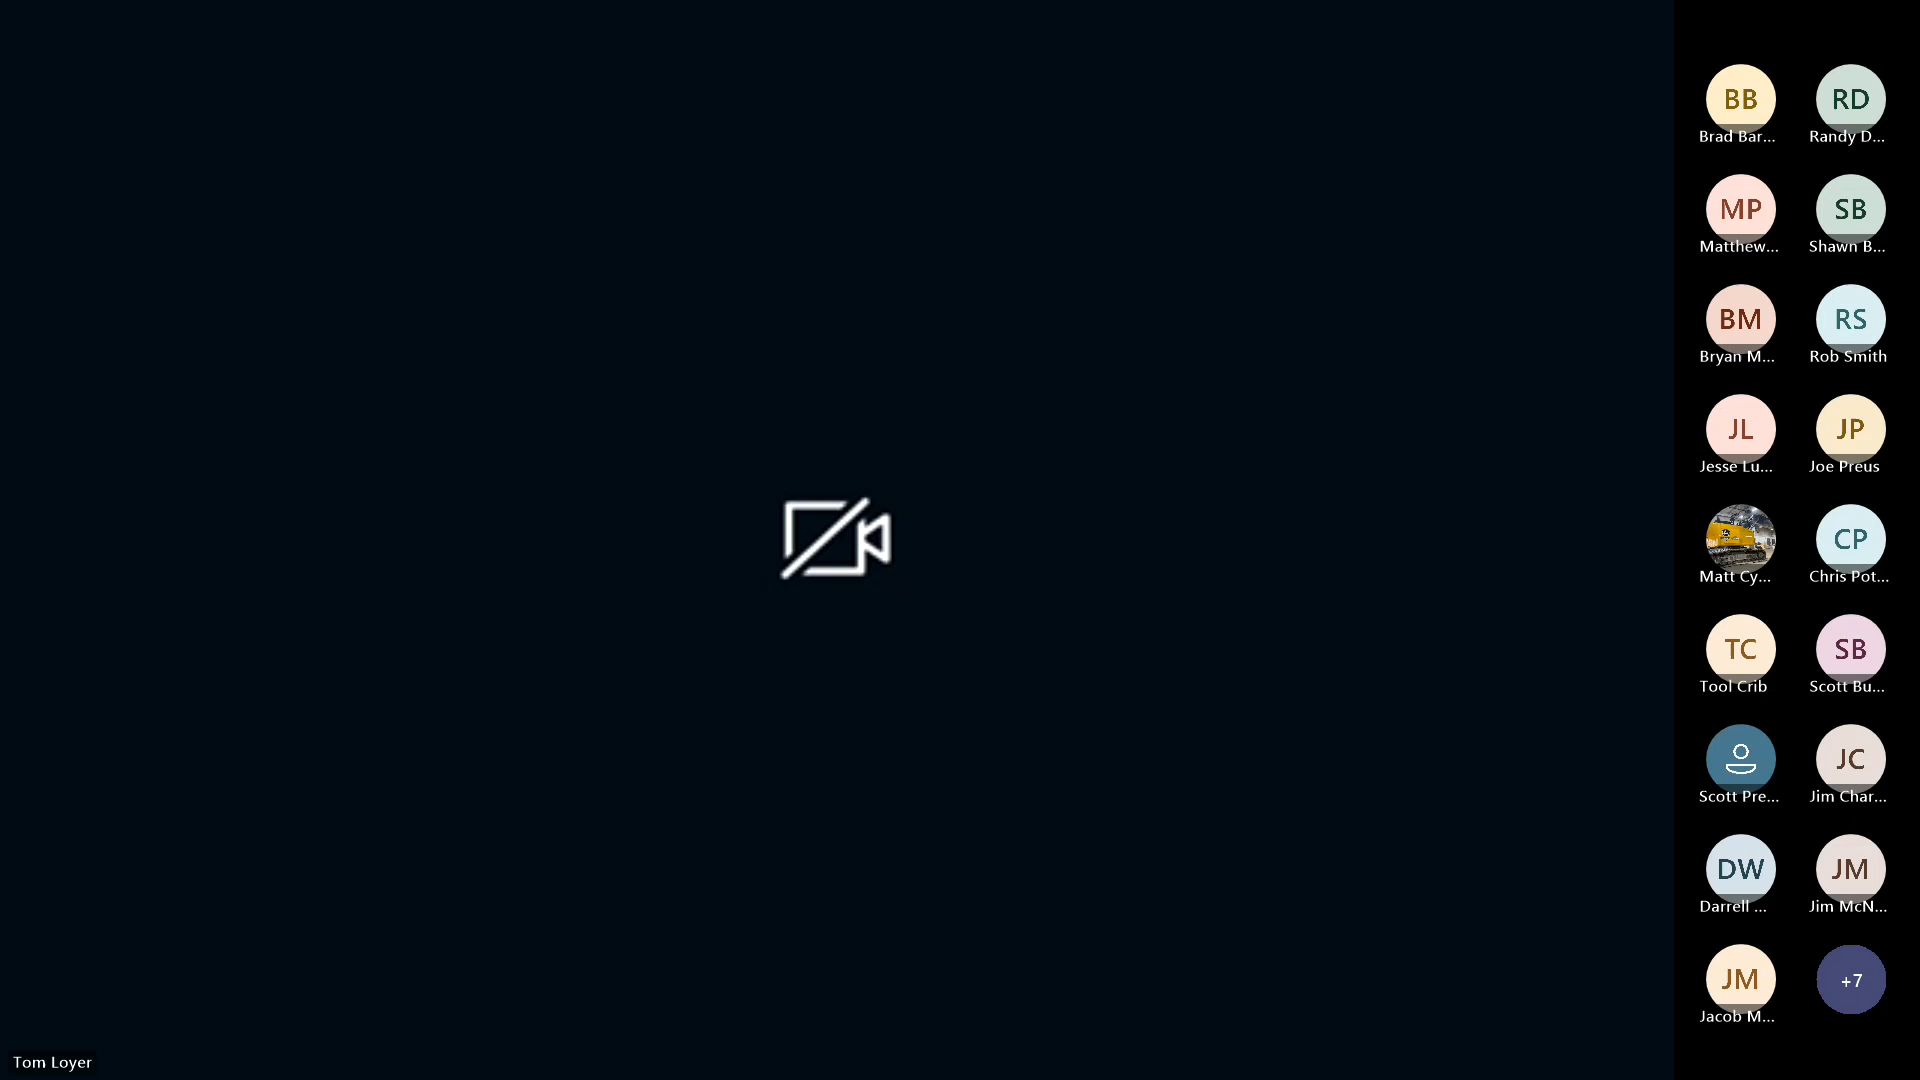 BB
RD
Brad Bar...
Randy D...
MP
SB
Matthew...
Shawn B...
BM
RS
Bryan M...
Rob Smith
JL
JP
Jesse Lu...
Joe Preus
CP
Matt Cy...
Chris Pot...
TC
SB
Tool Crib
Scott Bu...
JC
Scott Pre...
Jim Char...
DW
JM
Darrell ...
Jim McN...
JM
+7
Jacob M...
Tom Loyer